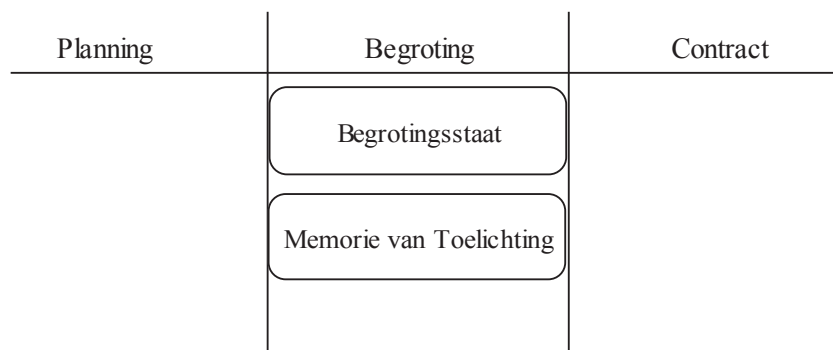 Planning Begroting Contract
Begrotingsstaat
Memorie van Toelichting